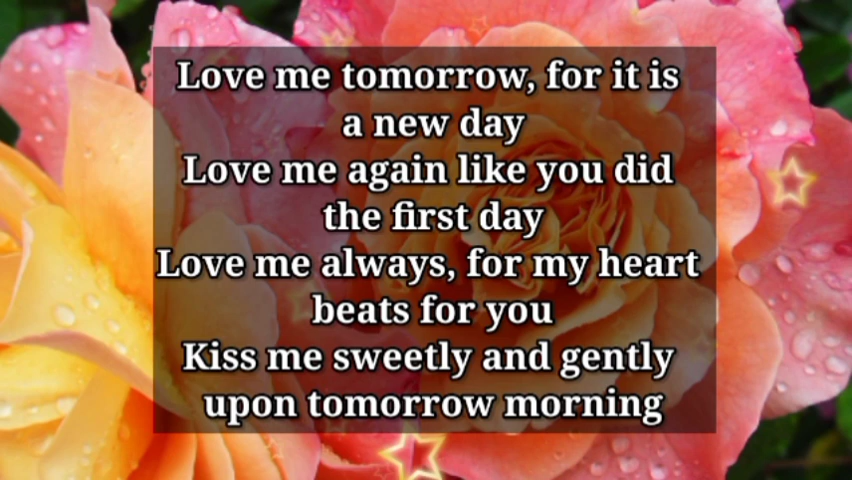 Love me tomorrow, for it is
a new day
Love me again like you did
the first day
Love me always, for my heart
beats for you
Kiss me sweetly and gently
upon tomorrow morning